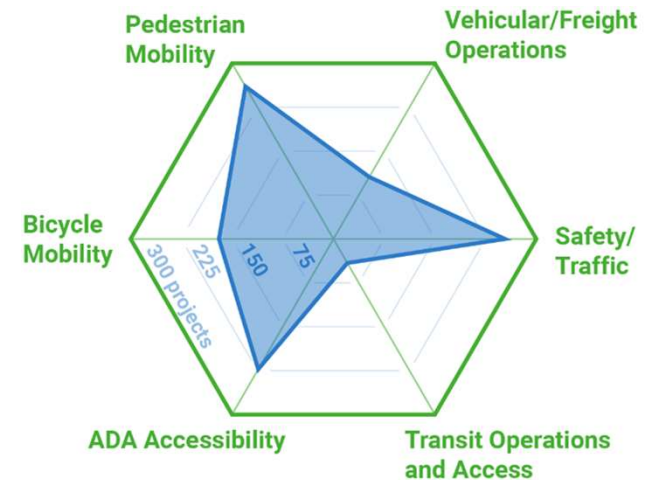 Pedestrian
Mobility
Vehicular/Freight
Operations
Bicycle
Mobility
300 projects
225
150
75
Safety/
Traffic
ADA Accessibility
Transit Operations
and Access